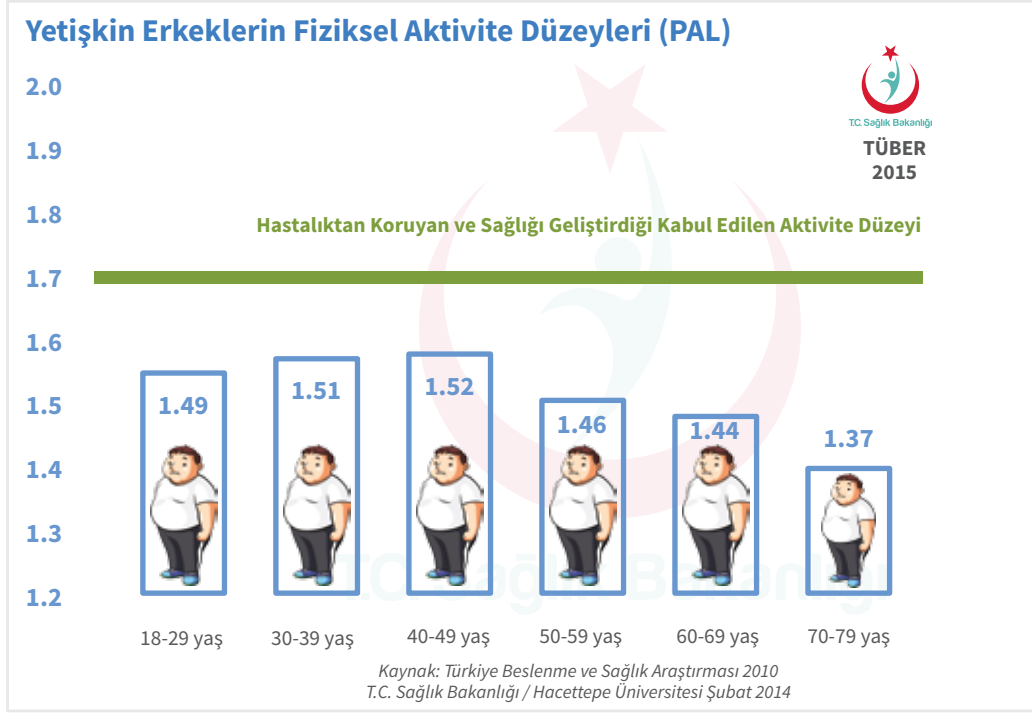 Yetişkin Erkeklerin Fiziksel Aktivite Düzeyleri (PAL)
T.C. Sağlık Bakanlığı
TÜBER
2015
2.0
1.9
1.8
Hastalıktan Koruyan ve Sağlığı Geliştirdiği Kabul Edilen Aktivite Düzeyi
1.7
1.6
1.5
1.4
1.3
1.2
1.49
1.51
1.52
1.46
1.44
1.37
T.C. Sağlık Bakanlığı
18-29 yaş
30-39 yaş
40-49 yaş
50-59 yaş
60-69 yaş
70-79 yaş
Kaynak: Türkiye Beslenme ve Sağlık Araştırması 2010
T.C. Sağlık Bakanlığı / Hacettepe Üniversitesi Şubat 2014